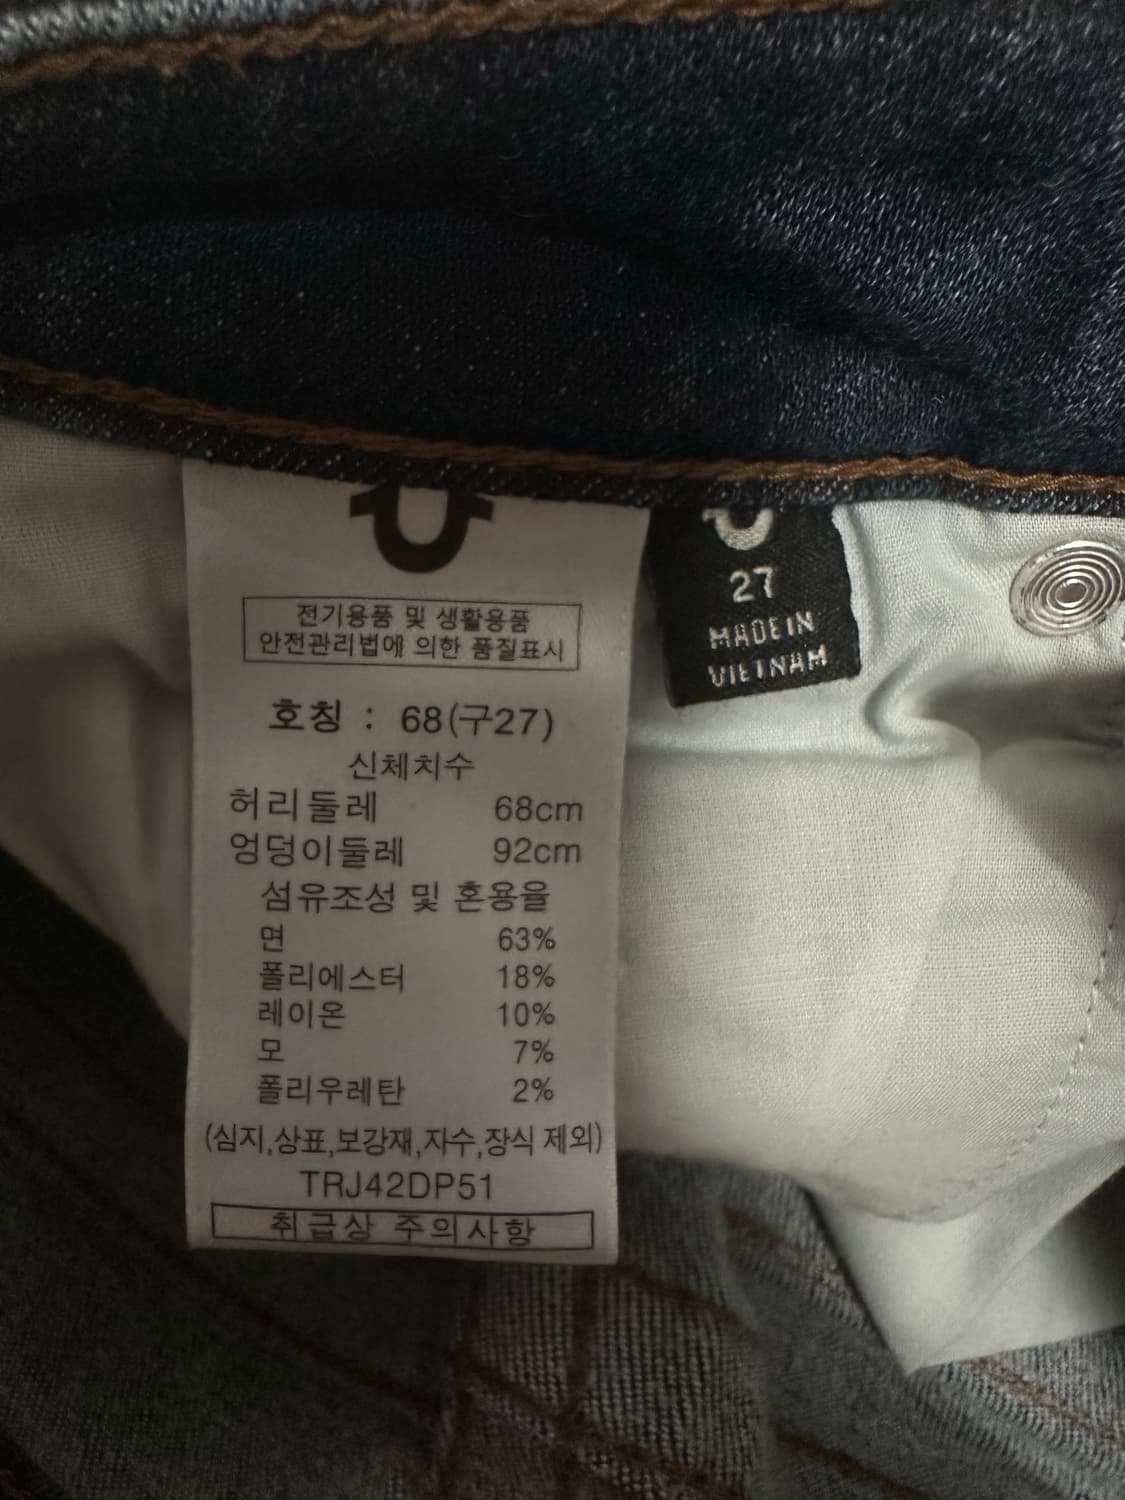 전기용품 및 생활용품
안전관리법에 의한 품질표시
호칭 : 68(구27)
신체치수
허리둘레 68cm
엉덩이둘레 92cm
섬유조성 및 혼용율
면 63%
폴리에스터 18%
레이온 10%
모 7%
폴리우레탄 2%
(심지,상표,보강재,자수,장식 제외)
TRJ42DP51
취급상 주의사항
27
MADE IN
VIETNAM